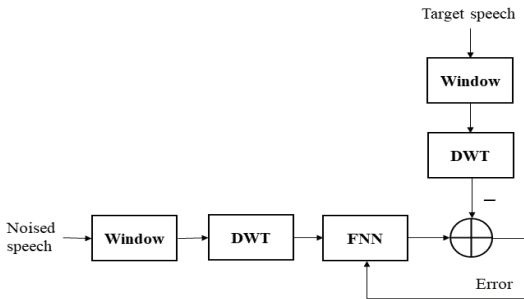 Target speech
Window
DWT
−
Noised
speech
Window
DWT
FNN
Error